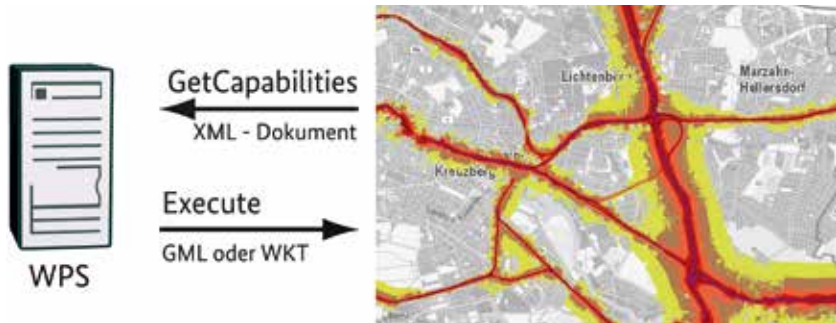 GetCapabilities
XML - Dokument
Execute
GML oder WKT
WPS
Marzahn-
Hellersdorf
Kreuzberg